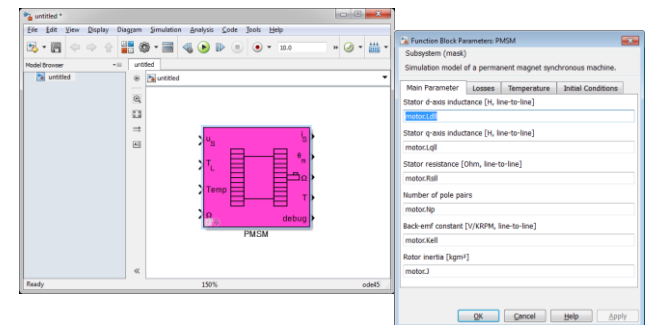 untitled *
File Edit View Display Diagram Simulation Analysis Code Tools Help
10.0
Model Browser
untitled
untitled
untitled
uS
TL
Temp
Ω
iS
Ω
T
debug
PMSM
Ready
150%
ode45
Function Block Parameters: PMSM
Subsystem (mask)
Simulation model of a permanent magnet synchronous machine.
Main Parameter Losses Temperature Initial Conditions
Stator d-axis inductance [H, line-to-line]
motor.Ldll
Stator q-axis inductance [H, line-to-line]
motor.Lqll
Stator resistance [Ohm, line-to-line]
motor.Rsll
Number of pole pairs
motor.Np
Back-emf constant [V/KRPM, line-to-line]
motor.Kell
Rotor inertia [kgm²]
motor.J
OK Cancel Help Apply